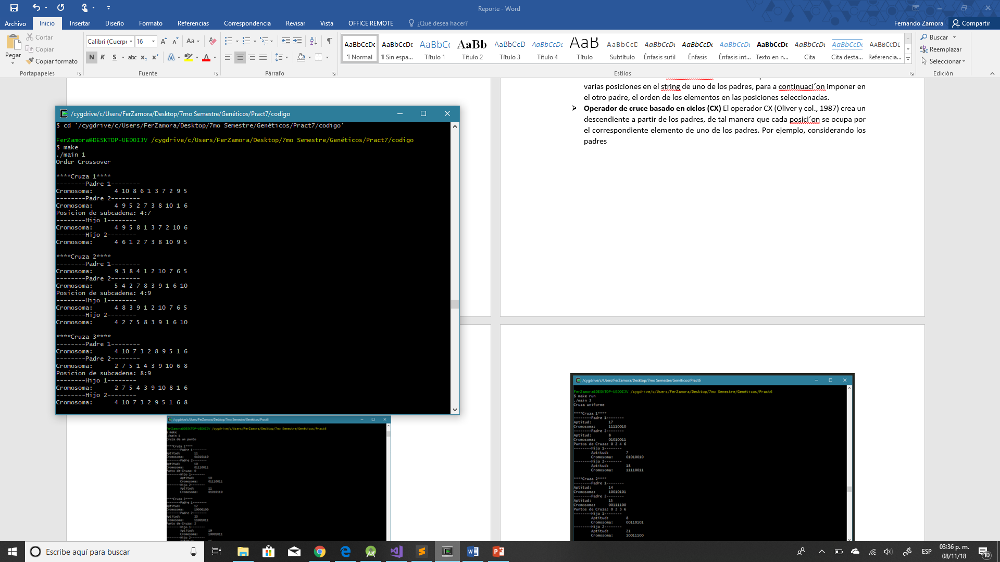 Reporte - Word
Archivo Inicio Insertar Diseño Formato Referencias Correspondencia Revisar Vista OFFICE REMOTE ¿Qué desea hacer? Fernando Zamora Compartir
Pegar
Cortar
Copiar
Copiar formato
Portapapeles
Calibri (Cuerpo 16
N K S abc x₂ x²
Fuente
Párrafo
AaBbCcDc AaBbCcDc AaBbCc AaBb AaBbCcD AaBbCcD AaB AaBbCcD AaBbCcDc AaBbCcDc AaBbCcDc AaBbCcDc AaBbCcDc AaBbCcDc AABBCCDE
¶ Normal ¶ Sin espa... Título 1 Título 2 Título 3 Título 4 Título Subtítulo Énfasis sutil Énfasis Énfasis int... Texto en n... Cita Cita desta... Referencia...
Estilos
Buscar
Reemplazar
Seleccionar
Edición
varias posiciones en el string de uno de los padres, para a continuaci´on imponer en
el otro padre, el orden de los elementos en las posiciones seleccionadas.
Operador de cruce basado en ciclos (CX) El operador CX (Oliver y col., 1987) crea un
descendiente a partir de los padres, de tal manera que cada posici´on se ocupa por
el correspondiente elemento de uno de los padres. Por ejemplo, considerando los
padres
/cygdrive/c/Users/FerZamora/Desktop/7mo Semestre/Genéticos/Pract7/codigo
$ cd '/cygdrive/c/Users/FerZamora/Desktop/7mo Semestre/Genéticos/Pract7/codigo'
FerZamora@DESKTOP-UEDOIJV /cygdrive/c/Users/FerZamora/Desktop/7mo Semestre/Genéticos/Pract7/codigo
$ make
./main 1
Order Crossover
****Cruza 1****
--------Padre 1--------
Cromosoma: 4 10 8 6 1 3 7 2 9 5
--------Padre 2--------
Cromosoma: 4 9 5 2 7 3 8 10 1 6
Posicion de subcadena: 4:7
--------Hijo 1--------
Cromosoma: 4 9 5 8 1 3 7 2 10 6
--------Hijo 2--------
Cromosoma: 4 6 1 2 7 3 8 10 9 5
****Cruza 2****
--------Padre 1--------
Cromosoma: 9 3 8 4 1 2 10 7 6 5
--------Padre 2--------
Cromosoma: 5 4 2 7 8 3 9 1 6 10
Posicion de subcadena: 4:9
--------Hijo 1--------
Cromosoma: 4 8 3 9 1 2 10 7 6 5
--------Hijo 2--------
Cromosoma: 4 2 7 5 8 3 9 1 6 10
****Cruza 3****
--------Padre 1--------
Cromosoma: 4 10 7 3 2 8 9 5 1 6
--------Padre 2--------
Cromosoma: 2 7 5 1 4 3 9 10 6 8
Posicion de subcadena: 8:9
--------Hijo 1--------
Cromosoma: 2 7 5 4 3 9 10 8 1 6
--------Hijo 2--------
Cromosoma: 4 10 7 3 2 9 5 1 6 8
/cygdrive/c/Users/FerZamora/Desktop/7mo Semestre/Genéticos/Pract6
FerZamora@DESKTOP-UEDOIJV /cygdrive/c/Users/FerZamora/Desktop/7mo Semestre/Genéticos/Pract6
$ make
./main 1
Cruza de un punto
****Cruza 1****
--------Padre 1--------
Aptitud: 11
Cromosoma: 01010110
--------Padre 2--------
Aptitud: 10
Cromosoma: 01110011
Punto de Cruza: 0
--------Hijo 1--------
Aptitud: 10
Cromosoma: 01110011
--------Hijo 2--------
Aptitud: 11
Cromosoma: 01010110
****Cruza 2****
--------Padre 1--------
Aptitud: 12
Cromosoma: 10000100
--------Padre 2--------
Aptitud: 23
Cromosoma: 11001011
Punto de Cruza: 2
--------Hijo 1--------
Aptitud: 19
Cromosoma: 10001011
--------Hijo 2--------
/cygdrive/c/Users/FerZamora/Desktop/7mo Semestre/Genéticos/Pract6
FerZamora@DESKTOP-UEDOIJV /cygdrive/c/Users/FerZamora/Desktop/7mo Semestre/Genéticos/Pract6
$ make run
./main 3
Cruza uniforme
****Cruza 1****
--------Padre 1--------
Aptitud: 17
Cromosoma: 11110010
--------Padre 2--------
Aptitud: 8
Cromosoma: 01010011
Puntos de Cruza: 0 2 4 6
--------Hijo 1--------
Aptitud: 7
Cromosoma: 01010010
--------Hijo 2--------
Aptitud: 18
Cromosoma: 11110011
****Cruza 2****
--------Padre 1--------
Aptitud: 14
Cromosoma: 10010101
--------Padre 2--------
Aptitud: 15
Cromosoma: 00111100
Puntos de Cruza: 0 2 3 6
--------Hijo 1--------
Aptitud: 8
Cromosoma: 00110101
--------Hijo 2--------
Aptitud: 21
Cromosoma: 10011100
Escribe aquí para buscar
ESP
03:36 p. m.
08/11/18
10